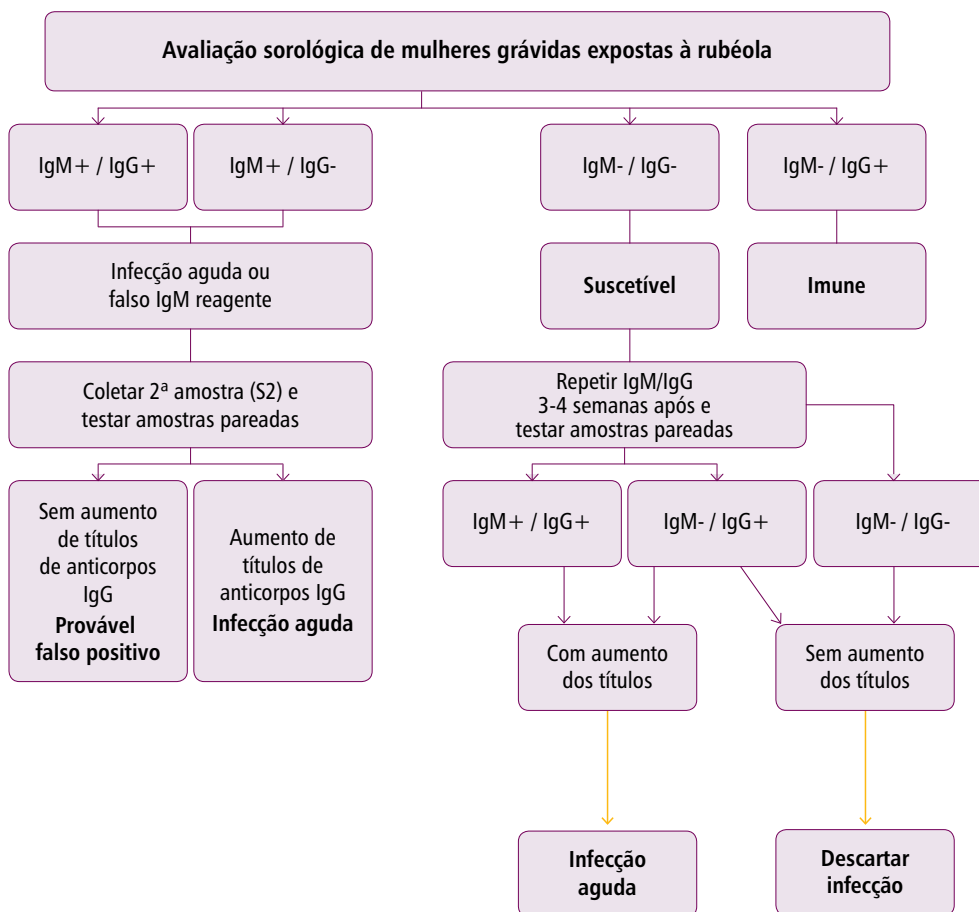 Avaliação sorológica de mulheres grávidas expostas à rubéola
IgM+ / IgG+
IgM+ / IgG-
IgM- / IgG-
IgM- / IgG+
Infecção aguda ou
falso IgM reagente
Suscetível
Imune
Coletar 2ª amostra (S2) e
testar amostras pareadas
Repetir IgM/IgG
3-4 semanas após e
testar amostras pareadas
Sem aumento
de títulos
de anticorpos
IgG
Provável
falso positivo
Aumento de
títulos de
anticorpos IgG
Infecção aguda
IgM+ / IgG+
IgM- / IgG+
IgM- / IgG-
Com aumento
dos títulos
Sem aumento
dos títulos
Infecção
aguda
Descartar
infecção